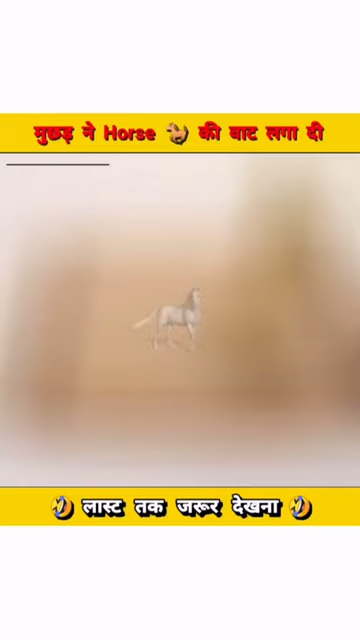 मुछड़ ने Horse 🐎 की वाट लगा दी
🤣 लास्ट तक जरूर देखना 🤣